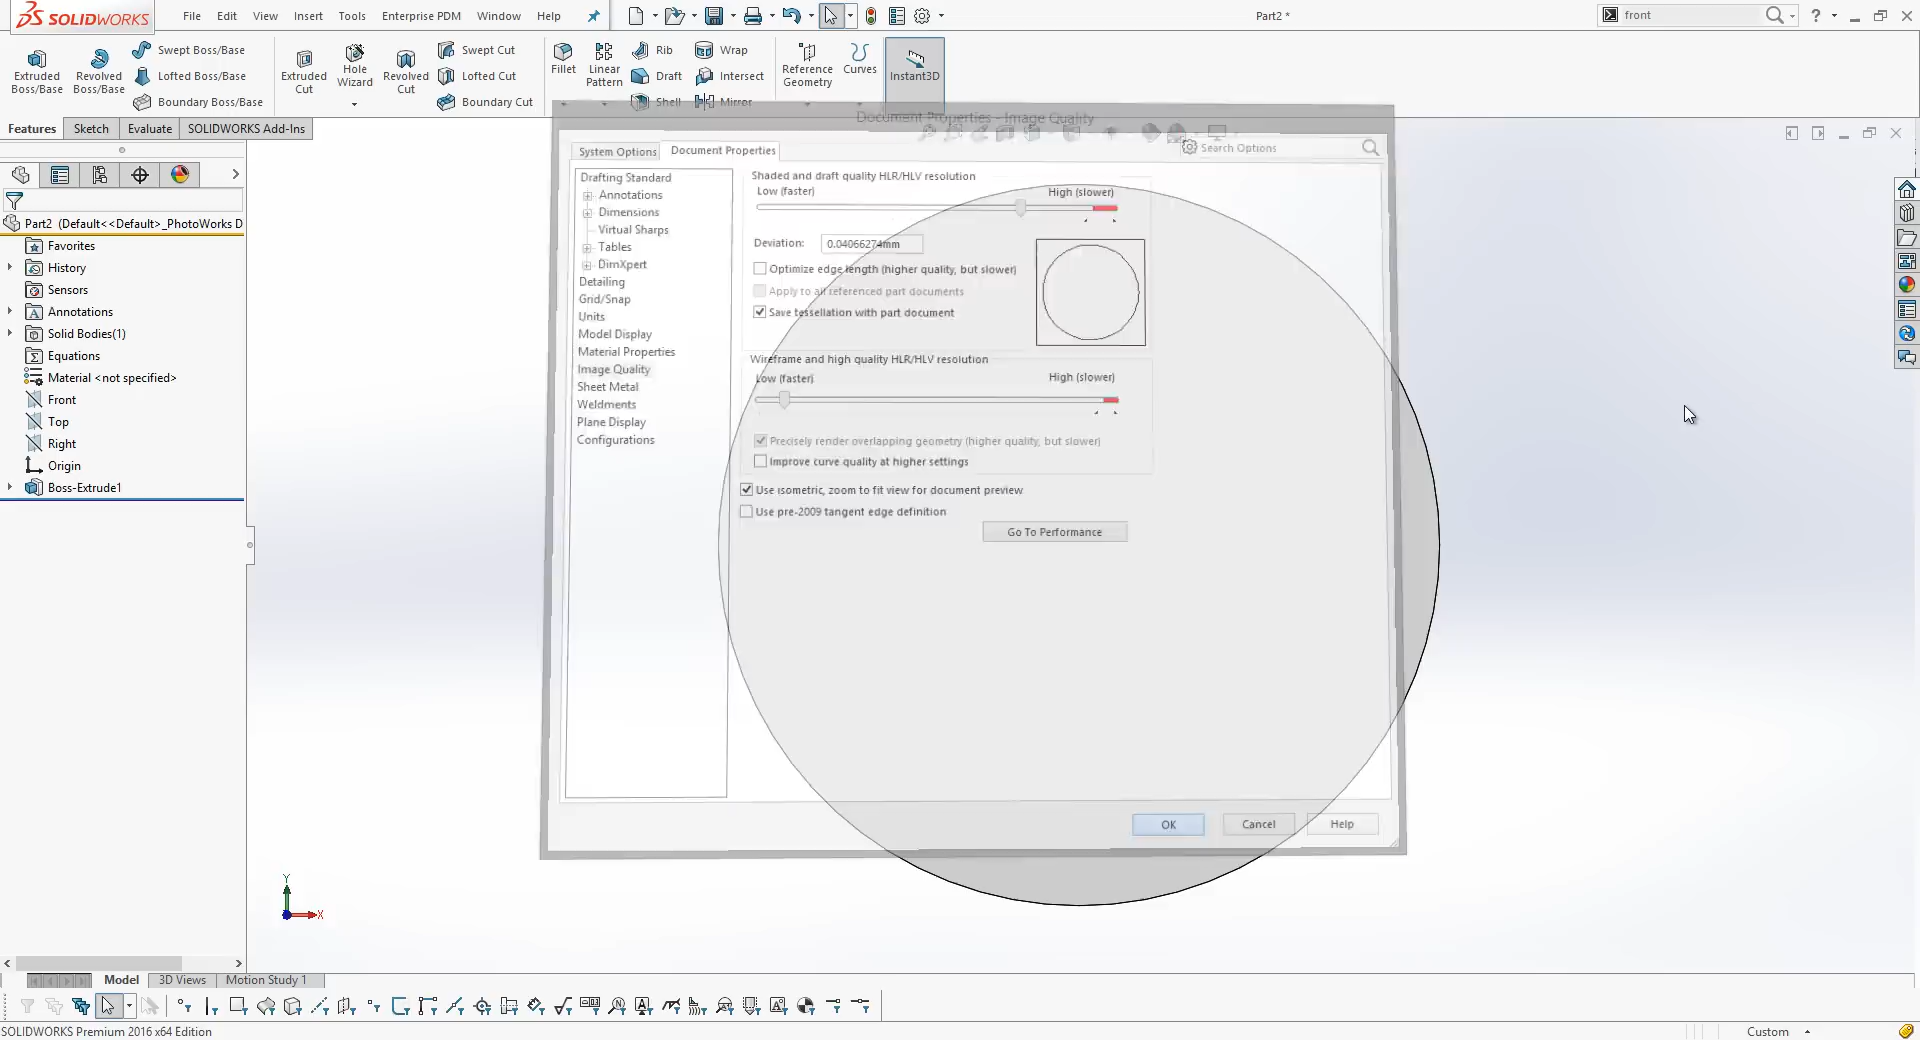 SOLIDWORKS
File Edit View Insert Tools Enterprise PDM Window Help
Part2 *
front
Extruded Boss/Base
Revolved Boss/Base
Swept Boss/Base
Lofted Boss/Base
Boundary Boss/Base
Extruded Cut
Hole Wizard
Revolved Cut
Swept Cut
Lofted Cut
Boundary Cut
Fillet
Linear Pattern
Rib
Draft
Shell
Wrap
Intersect
Mirror
Reference Geometry
Curves
Instant3D
Features Sketch Evaluate SOLIDWORKS Add-Ins
Part2 (Default<<Default>_PhotoWorks D
Favorites
History
Sensors
Annotations
Solid Bodies(1)
Equations
Material <not specified>
Front
Top
Right
Origin
Boss-Extrude1
Document Properties - Image Quality
System Options Document Properties
Search Options
Drafting Standard
Annotations
Dimensions
Virtual Sharps
Tables
DimXpert
Detailing
Grid/Snap
Units
Model Display
Material Properties
Image Quality
Sheet Metal
Weldments
Plane Display
Configurations
Shaded and draft quality HLR/HLV resolution
Low (faster) High (slower)
Deviation: 0.04066274mm
Optimize edge length (higher quality, but slower)
Apply to all referenced part documents
Save tessellation with part document
Wireframe and high quality HLR/HLV resolution
Low (faster) High (slower)
Precisely render overlapping geometry (higher quality, but slower)
Improve curve quality at higher settings
Use isometric, zoom to fit view for document preview
Use pre-2009 tangent edge definition
Go To Performance
OK Cancel Help
Y
X
Model 3D Views Motion Study 1
SOLIDWORKS Premium 2016 x64 Edition
Custom